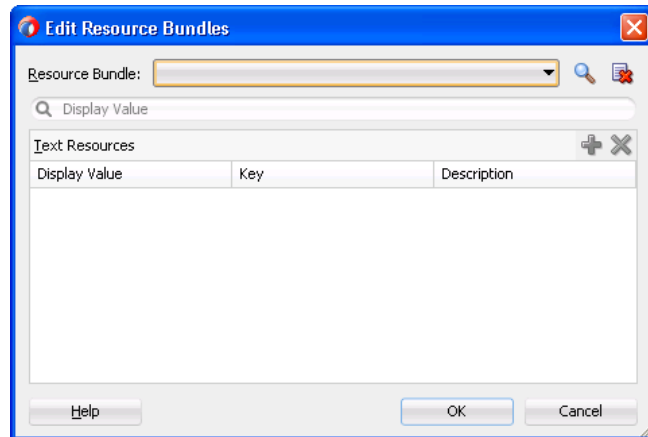 Edit Resource Bundles
Resource Bundle:
Display Value
Text Resources
Display Value Key Description
Help OK Cancel